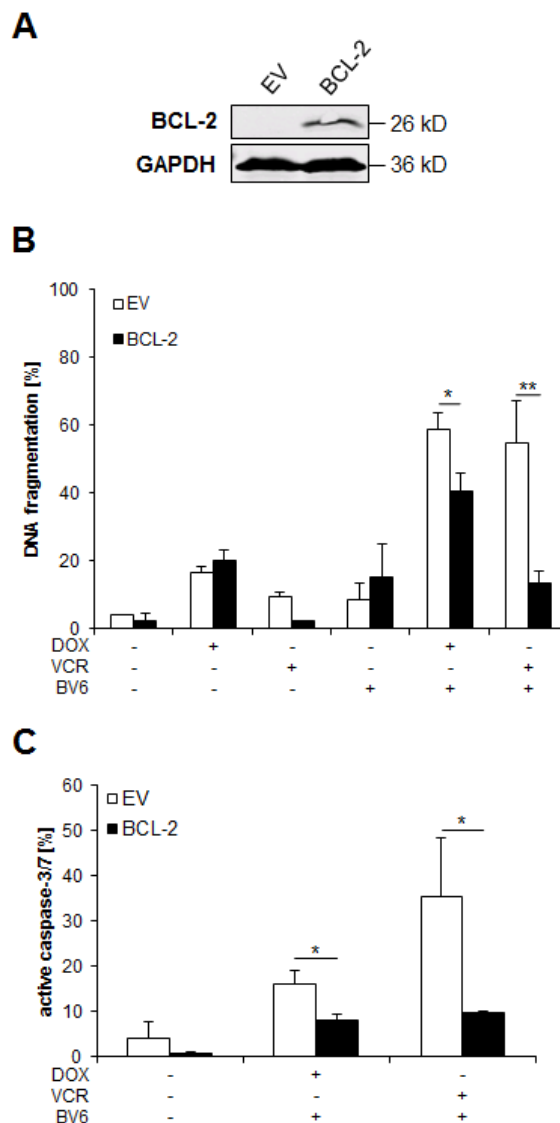 A
EV BCL-2
BCL-2 26 kD
GAPDH 36 kD
B
100
80
60
40
20
0
DNA fragmentation [%]
EV
BCL-2
* **
DOX - + - - + -
VCR - - + - - +
BV6 - - - + + +
C
60
50
40
30
20
10
0
active caspase-3/7 [%]
EV
BCL-2
*
*
DOX - + -
VCR - - +
BV6 - + +